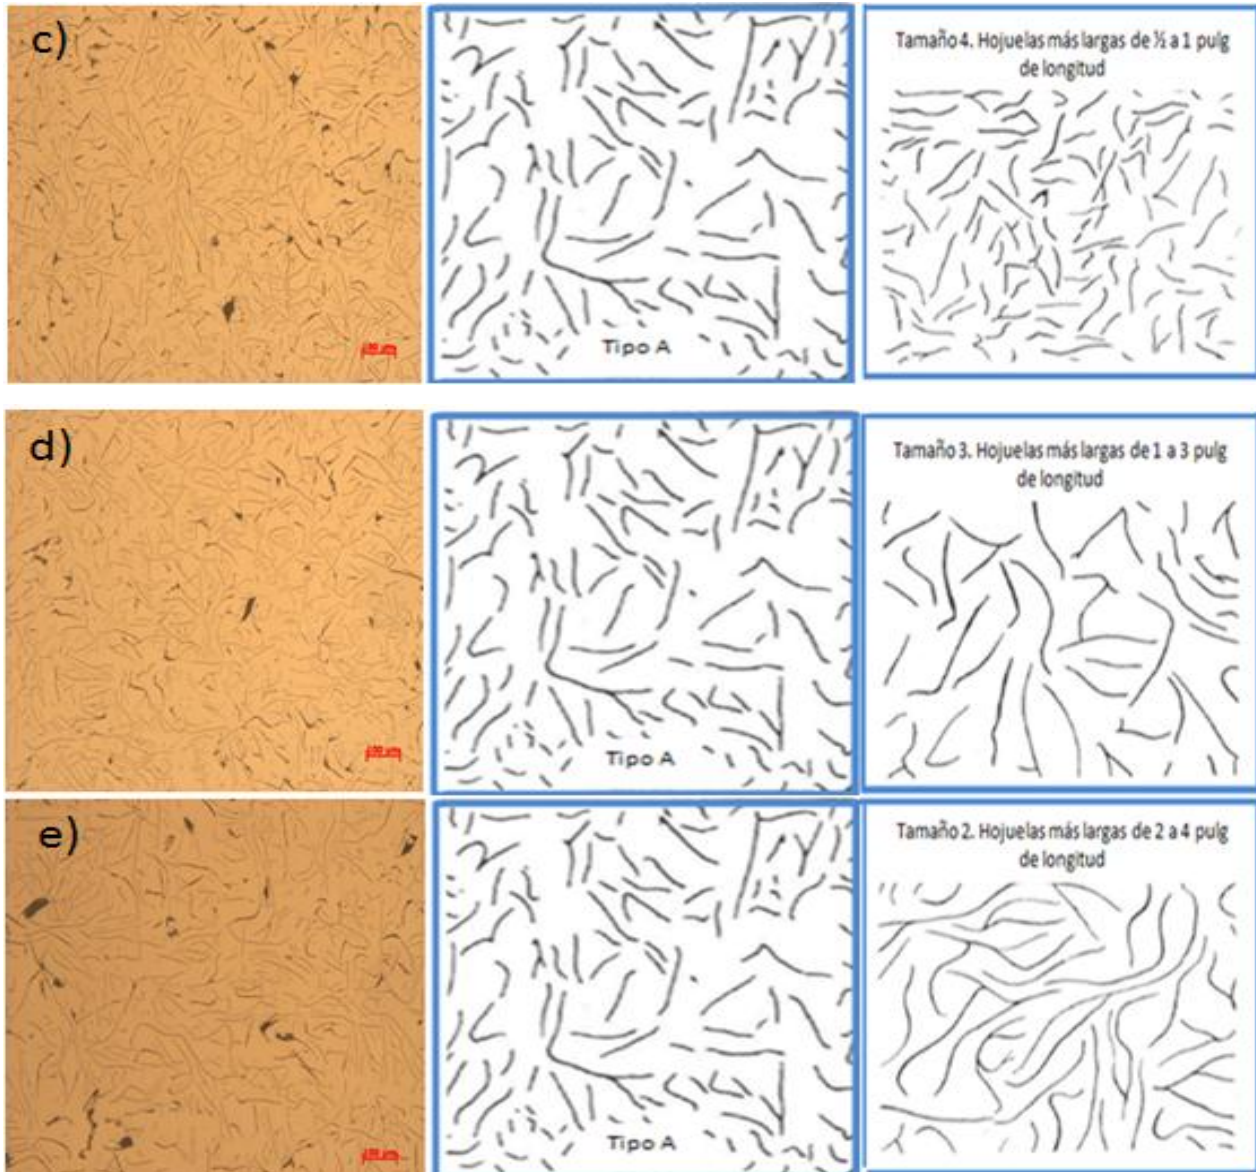 c)
Tipo A
Tamaño 4. Hojuelas más largas de ½ a 1 pulg
de longitud
d)
Tipo A
Tamaño 3. Hojuelas más largas de 1 a 3 pulg
de longitud
e)
Tipo A
Tamaño 2. Hojuelas más largas de 2 a 4 pulg
de longitud